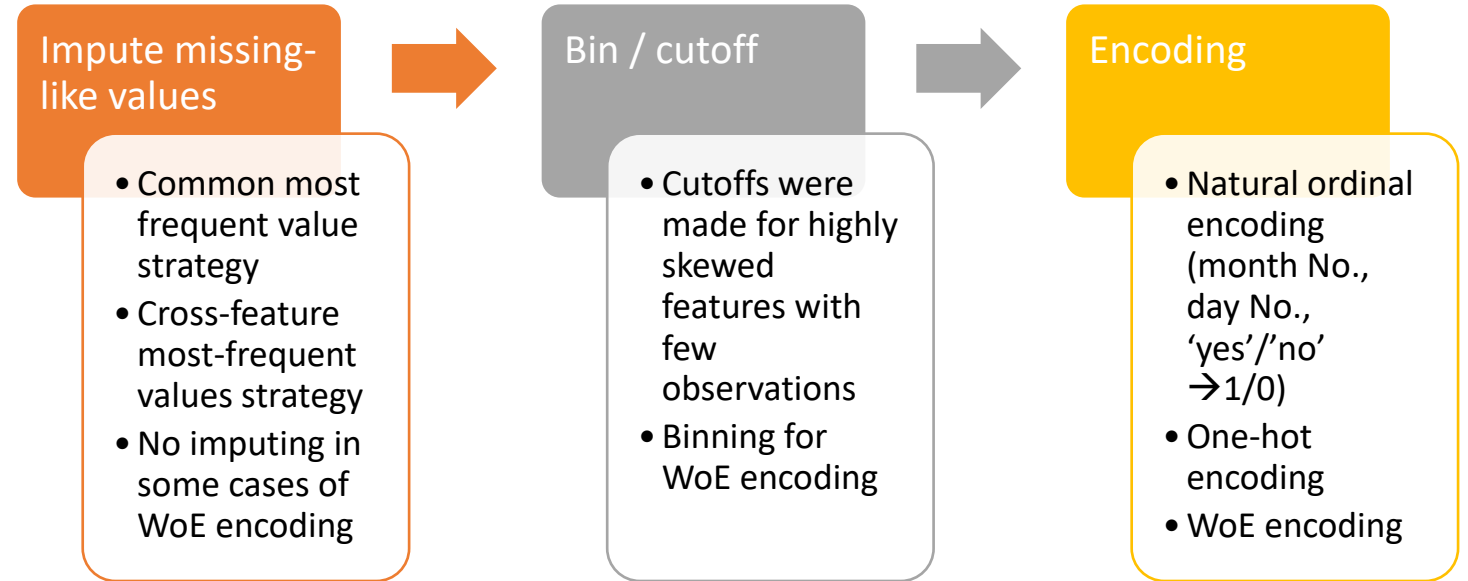 Impute missing-
like values
• Common most
frequent value
strategy
• Cross-feature
most-frequent
values strategy
• No imputing in
some cases of
WoE encoding
Bin / cutoff
• Cutoffs were
made for highly
skewed
features with
few
observations
• Binning for
WoE encoding
Encoding
• Natural ordinal
encoding
(month No.,
day No.,
‘yes’/’no’
→1/0)
• One-hot
encoding
• WoE encoding